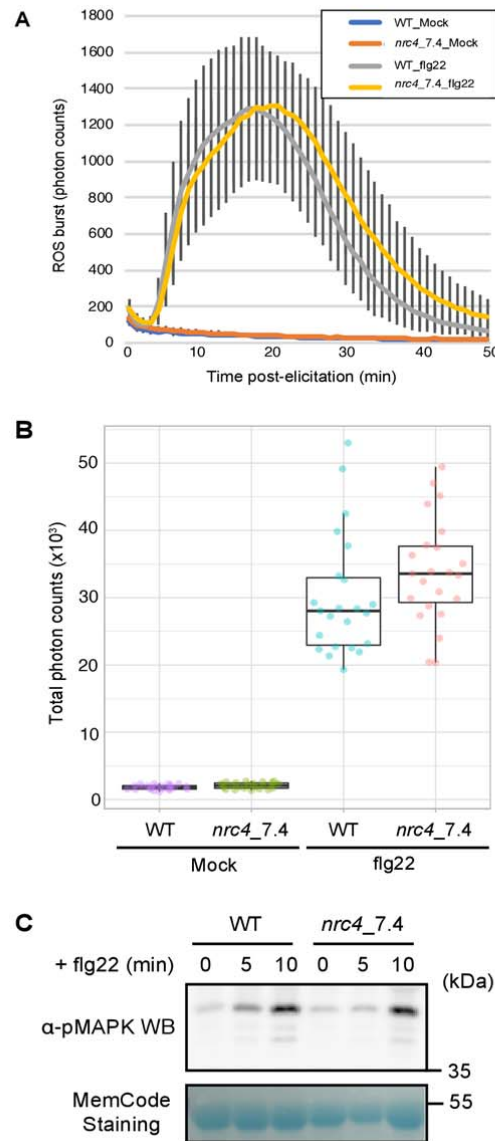 A
1800
1600
1400
1200
1000
800
600
400
200
0
ROS burst (photon counts)
WT_Mock
nrc4_7.4_Mock
WT_flg22
nrc4_7.4_flg22
0 10 20 30 40 50
Time post-elicitation (min)
B
50
40
30
20
10
0
Total photon counts (x10³)
WT nrc4_7.4 WT nrc4_7.4
Mock flg22
C
WT nrc4_7.4
+ flg22 (min) 0 5 10 0 5 10 (kDa)
α-pMAPK WB
35
MemCode
Staining
55